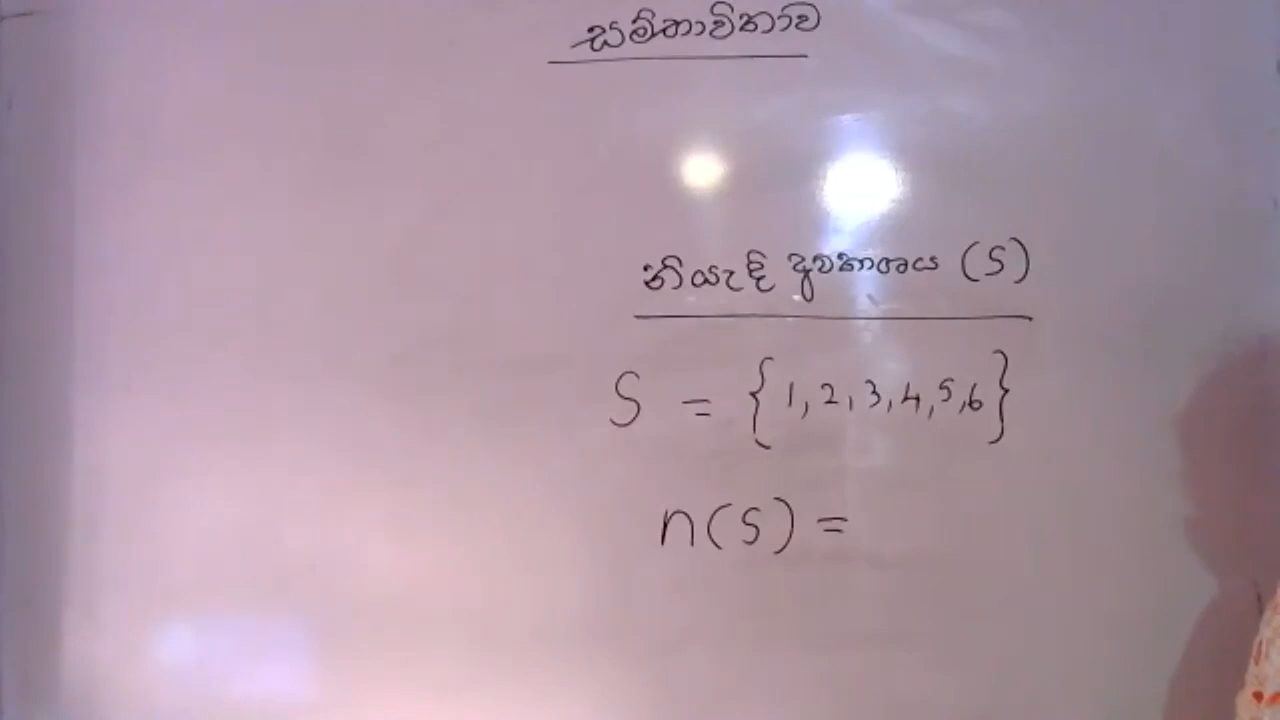 සම්භාවිතාව
නියැදි අවකාශය (S)
S = {1, 2, 3, 4, 5, 6}
n(S) =